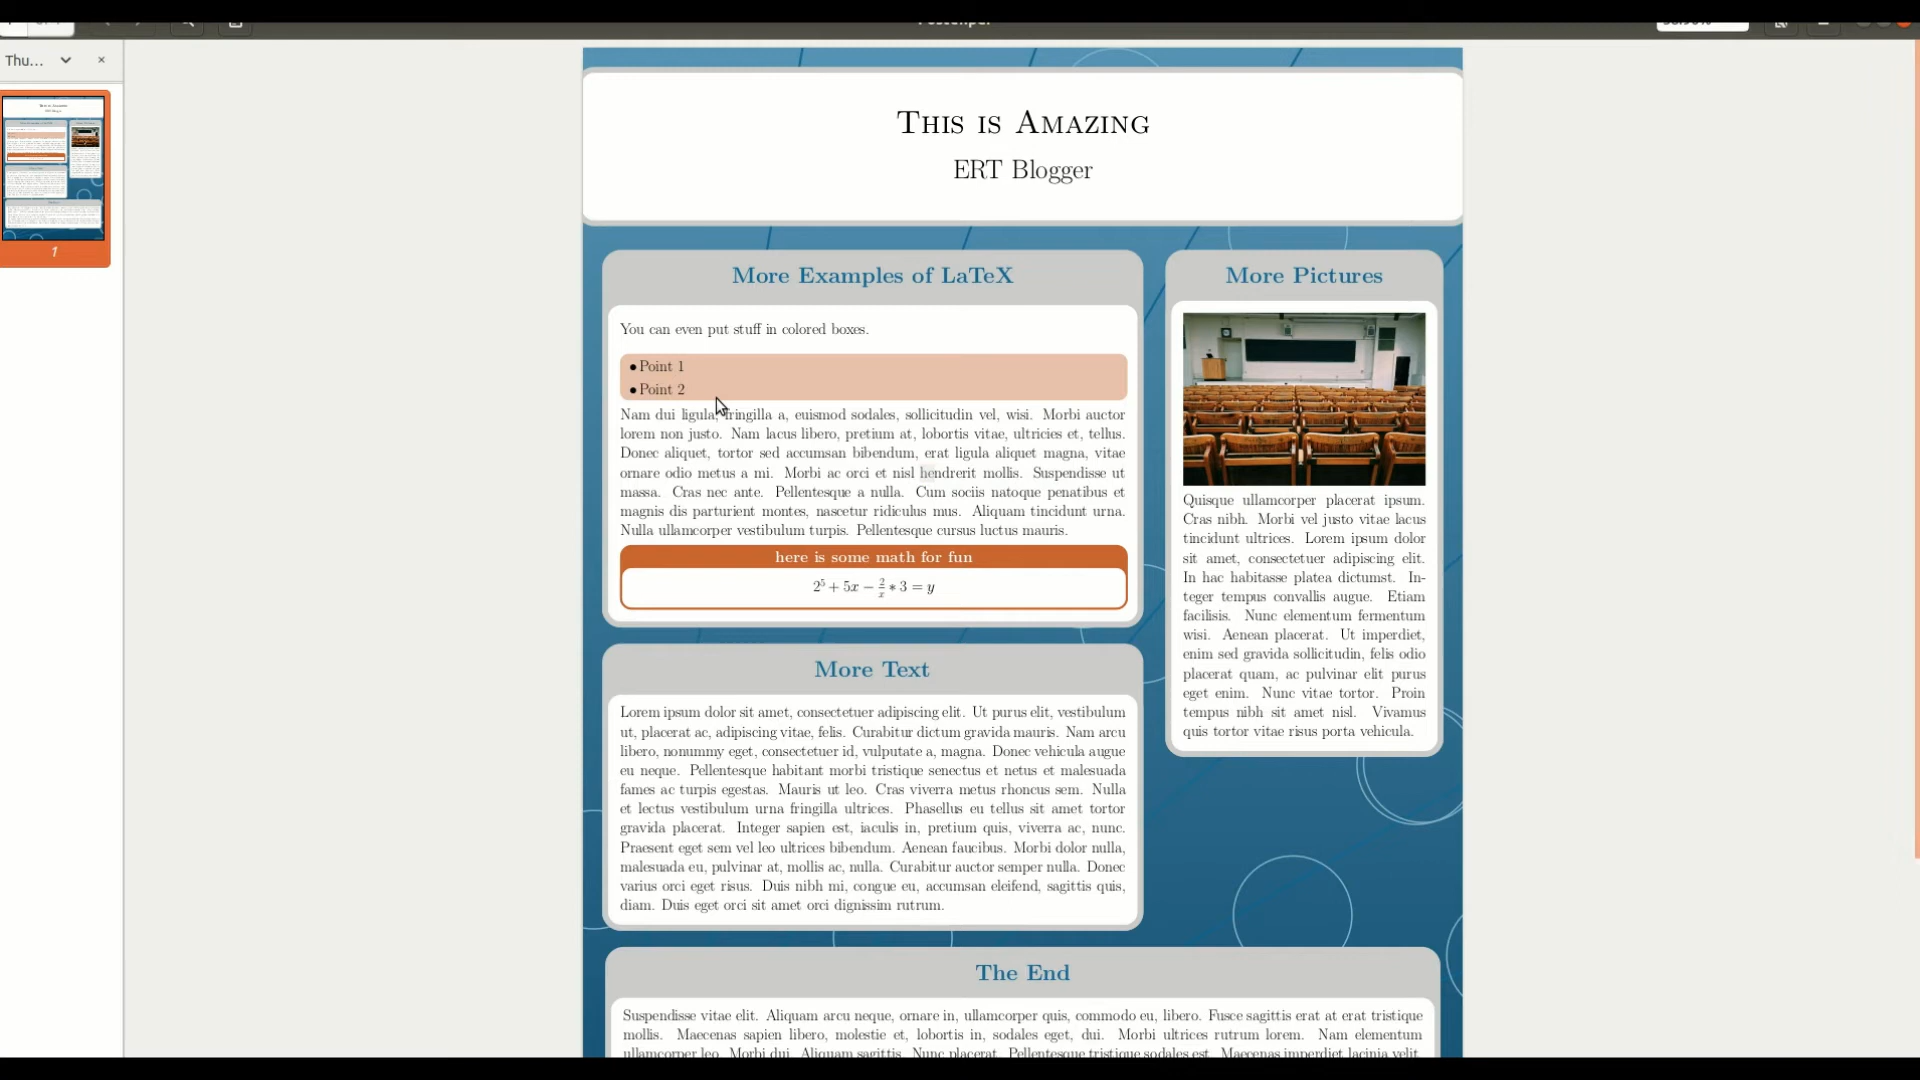 Thu...
1
This is Amazing
ERT Blogger
More Examples of LaTeX
You can even put stuff in colored boxes.
• Point 1
• Point 2
Nam dui ligula, fringilla a, euismod sodales, sollicitudin vel, wisi. Morbi auctor
lorem non justo. Nam lacus libero, pretium at, lobortis vitae, ultricies et, tellus.
Donec aliquet, tortor sed accumsan bibendum, erat ligula aliquet magna, vitae
ornare odio metus a mi. Morbi ac orci et nisl hendrerit mollis. Suspendisse ut
massa. Cras nec ante. Pellentesque a nulla. Cum sociis natoque penatibus et
magnis dis parturient montes, nascetur ridiculus mus. Aliquam tincidunt urna.
Nulla ullamcorper vestibulum turpis. Pellentesque cursus luctus mauris.
here is some math for fun
2⁵ + 5x − 2/x ∗ 3 = y
More Text
Lorem ipsum dolor sit amet, consectetuer adipiscing elit. Ut purus elit, vestibulum
ut, placerat ac, adipiscing vitae, felis. Curabitur dictum gravida mauris. Nam arcu
libero, nonummy eget, consectetuer id, vulputate a, magna. Donec vehicula augue
eu neque. Pellentesque habitant morbi tristique senectus et netus et malesuada
fames ac turpis egestas. Mauris ut leo. Cras viverra metus rhoncus sem. Nulla
et lectus vestibulum urna fringilla ultrices. Phasellus eu tellus sit amet tortor
gravida placerat. Integer sapien est, iaculis in, pretium quis, viverra ac, nunc.
Praesent eget sem vel leo ultrices bibendum. Aenean faucibus. Morbi dolor nulla,
malesuada eu, pulvinar at, mollis ac, nulla. Curabitur auctor semper nulla. Donec
varius orci eget risus. Duis nibh mi, congue eu, accumsan eleifend, sagittis quis,
diam. Duis eget orci sit amet orci dignissim rutrum.
More Pictures
Quisque ullamcorper placerat ipsum.
Cras nibh. Morbi vel justo vitae lacus
tincidunt ultrices. Lorem ipsum dolor
sit amet, consectetuer adipiscing elit.
In hac habitasse platea dictumst. In-
teger tempus convallis augue. Etiam
facilisis. Nunc elementum fermentum
wisi. Aenean placerat. Ut imperdiet,
enim sed gravida sollicitudin, felis odio
placerat quam, ac pulvinar elit purus
eget enim. Nunc vitae tortor. Proin
tempus nibh sit amet nisl. Vivamus
quis tortor vitae risus porta vehicula.
The End
Suspendisse vitae elit. Aliquam arcu neque, ornare in, ullamcorper quis, commodo eu, libero. Fusce sagittis erat at erat tristique
mollis. Maecenas sapien libero, molestie et, lobortis in, sodales eget, dui. Morbi ultrices rutrum lorem. Nam elementum
ullamcorper leo. Morbi dui. Aliquam sagittis. Nunc placerat. Pellentesque tristique sodales est. Maecenas imperdiet lacinia velit.